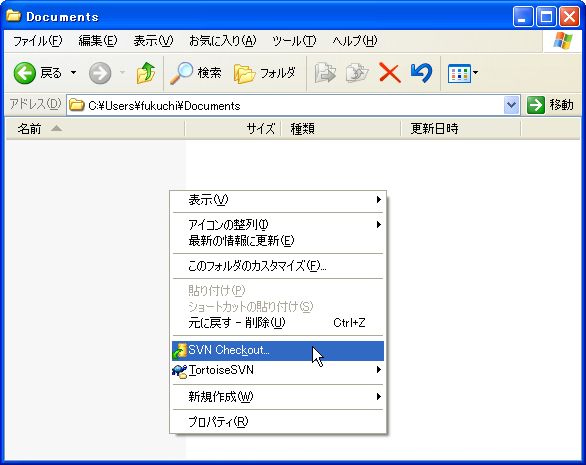 Documents
ファイル(F) 編集(E) 表示(V) お気に入り(A) ツール(T) ヘルプ(H)
戻る 検索 フォルダ
アドレス(D) C:¥Users¥fukuchi¥Documents 移動
名前 サイズ 種類 更新日時
表示(V)
アイコンの整列(I)
最新の情報に更新(E)
このフォルダのカスタマイズ(F)...
貼り付け(P)
ショートカットの貼り付け(S)
元に戻す - 削除(U) Ctrl+Z
SVN Checkout...
TortoiseSVN
新規作成(W)
プロパティ(R)